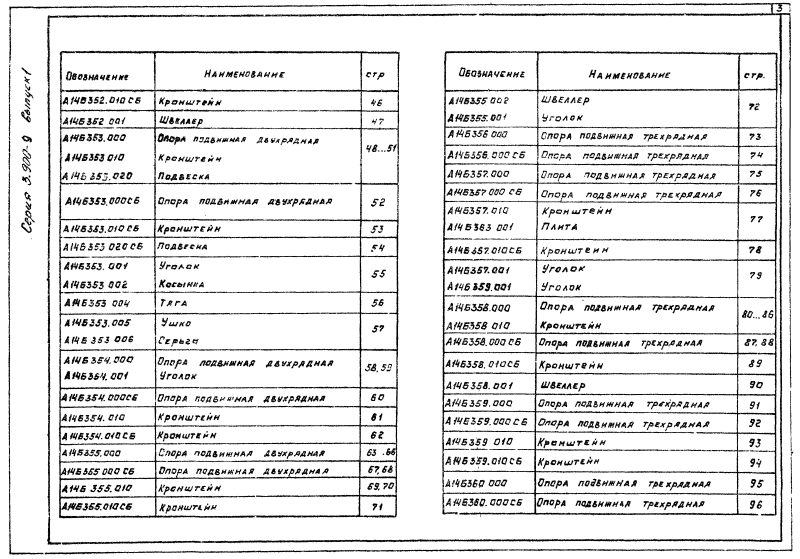 3
Серия 3.900-9 выпуск 1
Обозначение Наименование стр
А14Б352.010 СБ Кронштейн 46
А14Б352 001 Швеллер 47
А14Б353.000 Опора подвижная двухрядная 48...51
А14Б353 010 Кронштейн
А14Б 353.020 Подвеска
А14Б353.000СБ Опора подвижная двухрядная 52
А14Б353.010 СБ Кронштейн 53
А14Б353 020 СБ Подвеска 54
А14Б353. 001 Уголок 55
А14Б353 002 Косынка
А14Б353 004 Тяга 56
А14Б353.005 Ушко 57
А14Б 353 006 Серьга
А14Б 354.000 Опора подвижная двухрядная 58,59
А14Б354.001 Уголок
А14Б354.000СБ Опора подвижная двухрядная 60
А14Б354.010 Кронштейн 61
А14Б354.010 СБ Кронштейн 62
А14Б355.000 Опора подвижная двухрядная 63..66
А14Б355 000 СБ Опора подвижная двухрядная 67,68
А14Б 355.010 Кронштейн 69,70
А14Б355.010СБ Кронштейн 71
Обозначение Наименование стр.
А14Б355 002 Швеллер 72
А14Б355.001 Уголок
А14Б356 000 Опора подвижная трехрядная 73
А14Б356.000 СБ Опора подвижная трехрядная 74
А14Б357.000 Опора подвижная трехрядная 75
А14Б357 000 СБ Опора подвижная трехрядная 76
А14Б357.010 Кронштейн 77
А14Б363 001 Плита
А14Б357.010СБ Кронштейн 78
А14Б357.001 Уголок 79
А14Б 359.001 Уголок
А14Б358.000 Опора подвижная трехрядная 80...86
А14Б358 010 Кронштейн
А14Б358.000 СБ Опора подвижная трехрядная 87,88
А14Б358.010СБ Кронштейн 89
А14Б358.001 Швеллер 90
А14Б359.000 Опора подвижная трехрядная 91
А14Б359.000 СБ Опора подвижная трехрядная 92
А14Б359 010 Кронштейн 93
А14Б359.010 СБ Кронштейн 94
А14Б360 000 Опора подвижная трехрядная 95
А14Б360.000СБ Опора подвижная трехрядная 96